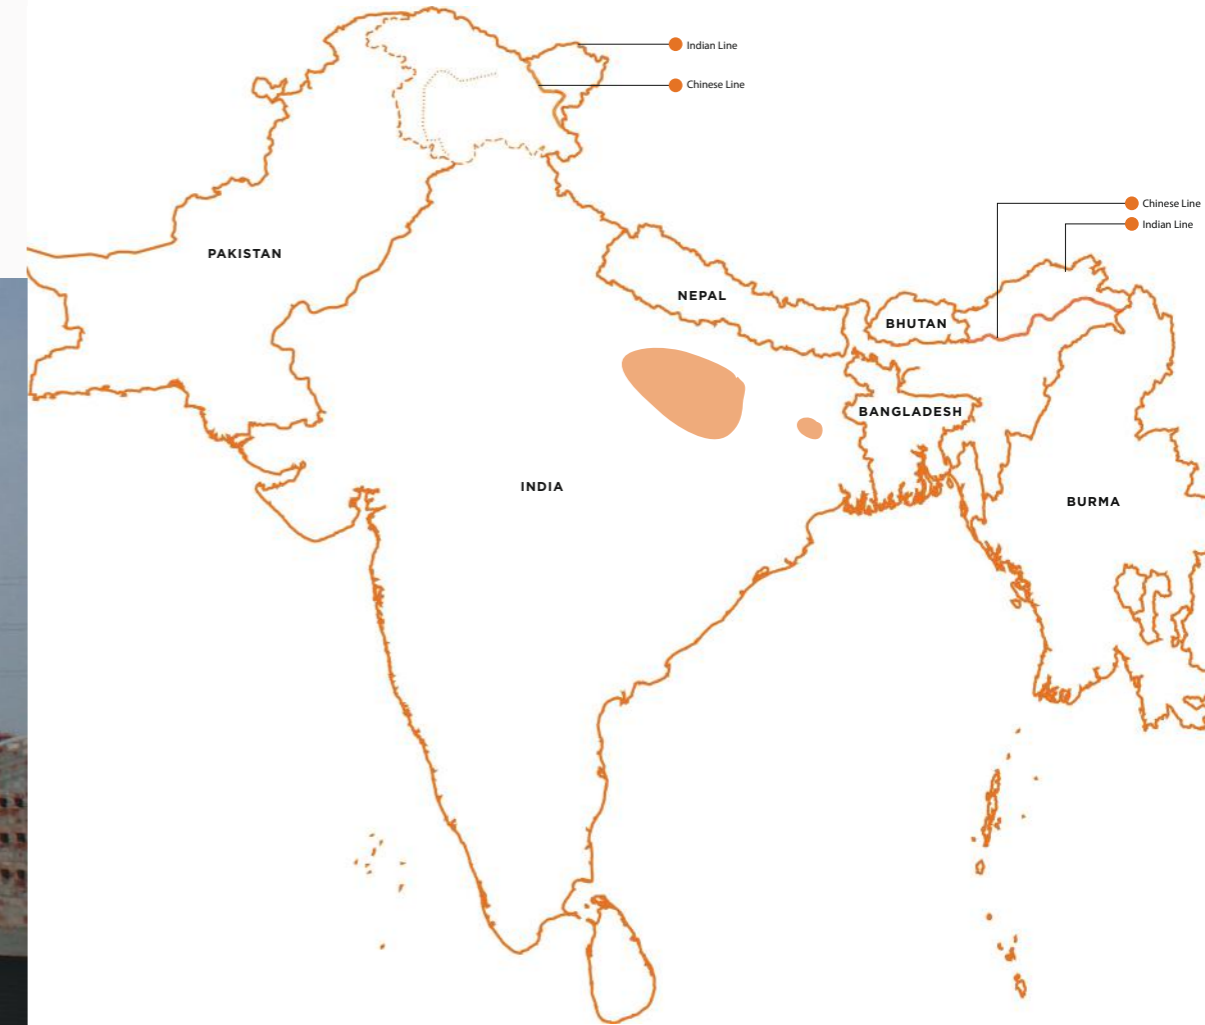 Indian Line
Chinese Line
Chinese Line
Indian Line
PAKISTAN
NEPAL
BHUTAN
BANGLADESH
INDIA
BURMA